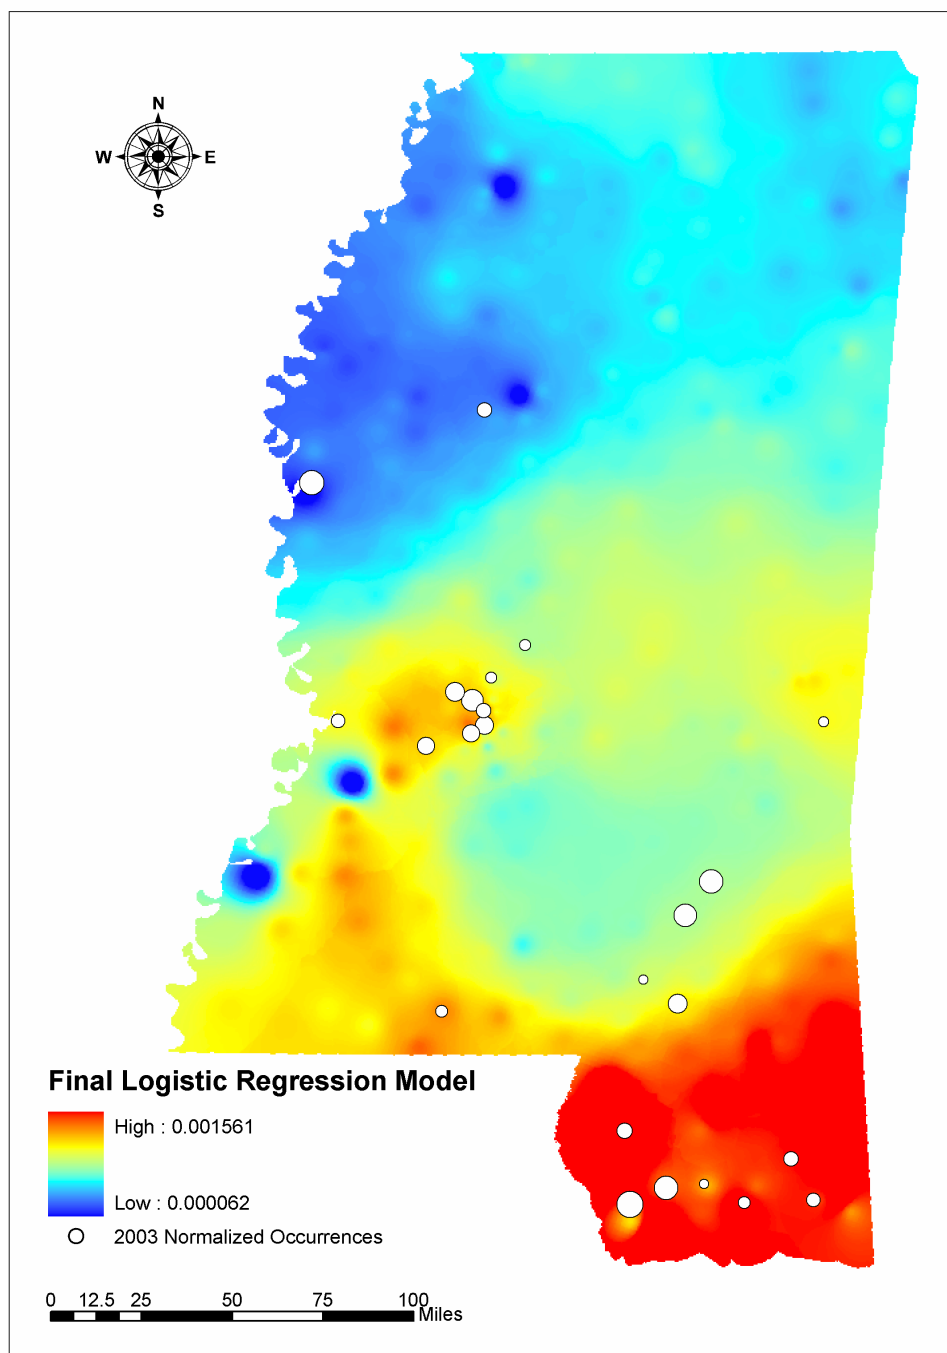 N
W E
S
Final Logistic Regression Model
High : 0.001561
Low : 0.000062
2003 Normalized Occurrences
0 12.5 25 50 75 100
Miles